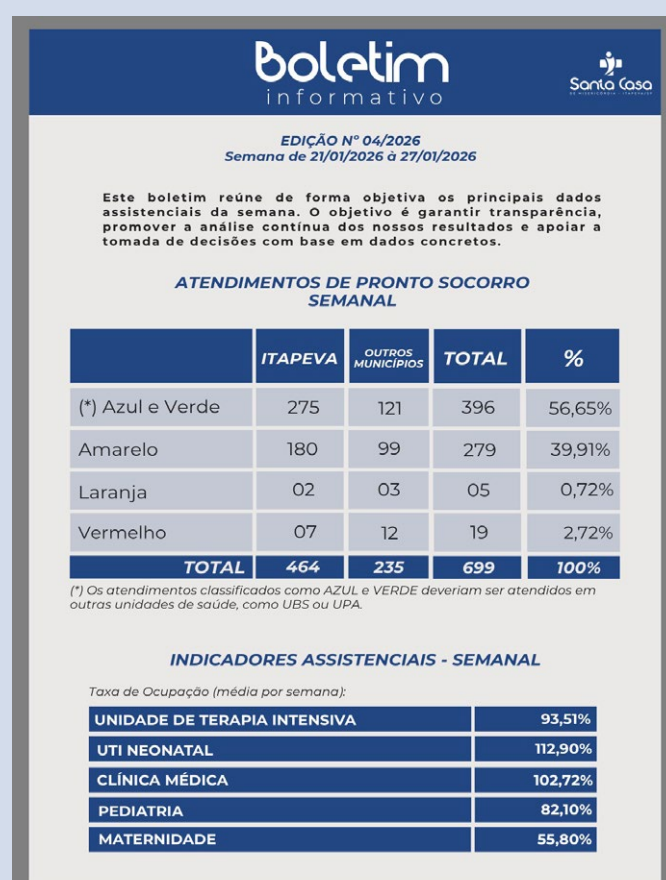 Boletim
informativo
Santa Casa
EDIÇÃO Nº 04/2026
Semana de 21/01/2026 à 27/01/2026
Este boletim reúne de forma objetiva os principais dados
assistenciais da semana. O objetivo é garantir transparência,
promover a análise contínua dos nossos resultados e apoiar a
tomada de decisões com base em dados concretos.
ATENDIMENTOS DE PRONTO SOCORRO
SEMANAL
ITAPEVA OUTROS MUNICÍPIOS TOTAL %
(*) Azul e Verde 275 121 396 56,65%
Amarelo 180 99 279 39,91%
Laranja 02 03 05 0,72%
Vermelho 07 12 19 2,72%
TOTAL 464 235 699 100%
(*) Os atendimentos classificados como AZUL e VERDE deveriam ser atendidos em
outras unidades de saúde, como UBS ou UPA.
INDICADORES ASSISTENCIAIS - SEMANAL
Taxa de Ocupação (média por semana):
UNIDADE DE TERAPIA INTENSIVA 93,51%
UTI NEONATAL 112,90%
CLÍNICA MÉDICA 102,72%
PEDIATRIA 82,10%
MATERNIDADE 55,80%